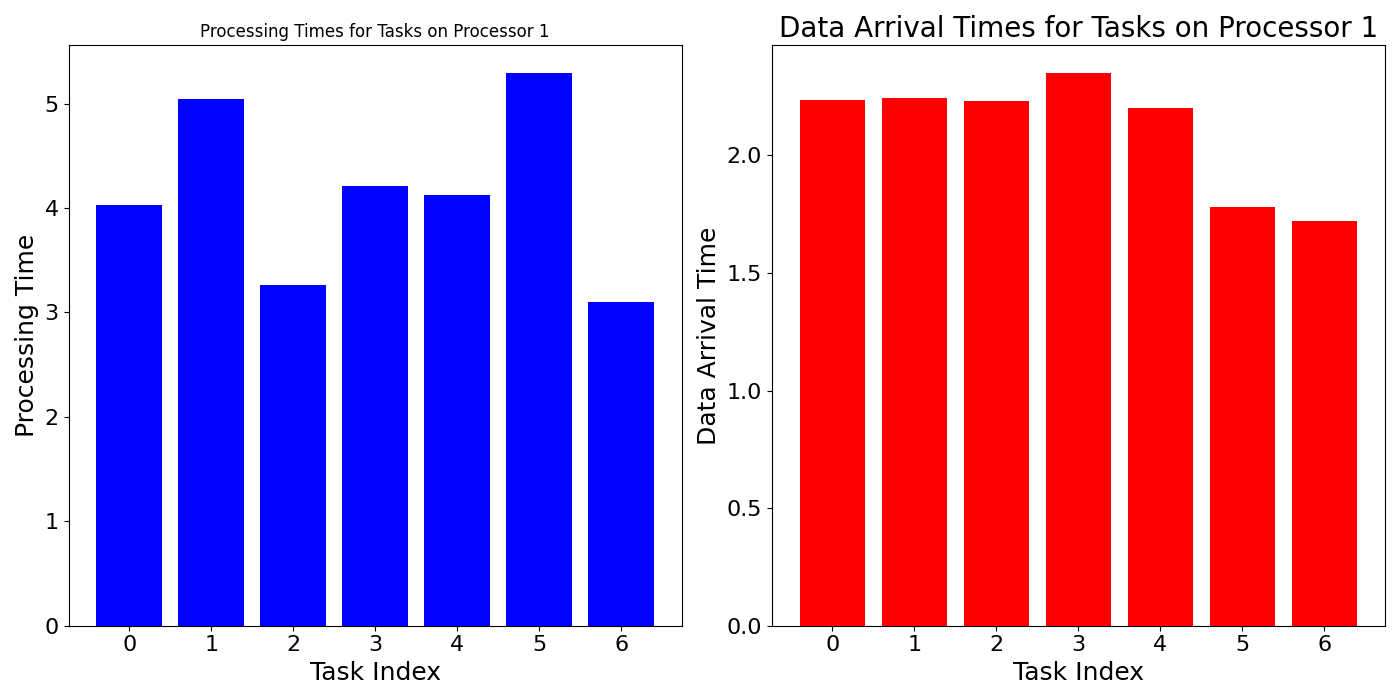 Processing Times for Tasks on Processor 1
Processing Time
5
4
3
2
1
0
0 1 2 3 4 5 6
Task Index
Data Arrival Times for Tasks on Processor 1
Data Arrival Time
2.0
1.5
1.0
0.5
0.0
0 1 2 3 4 5 6
Task Index